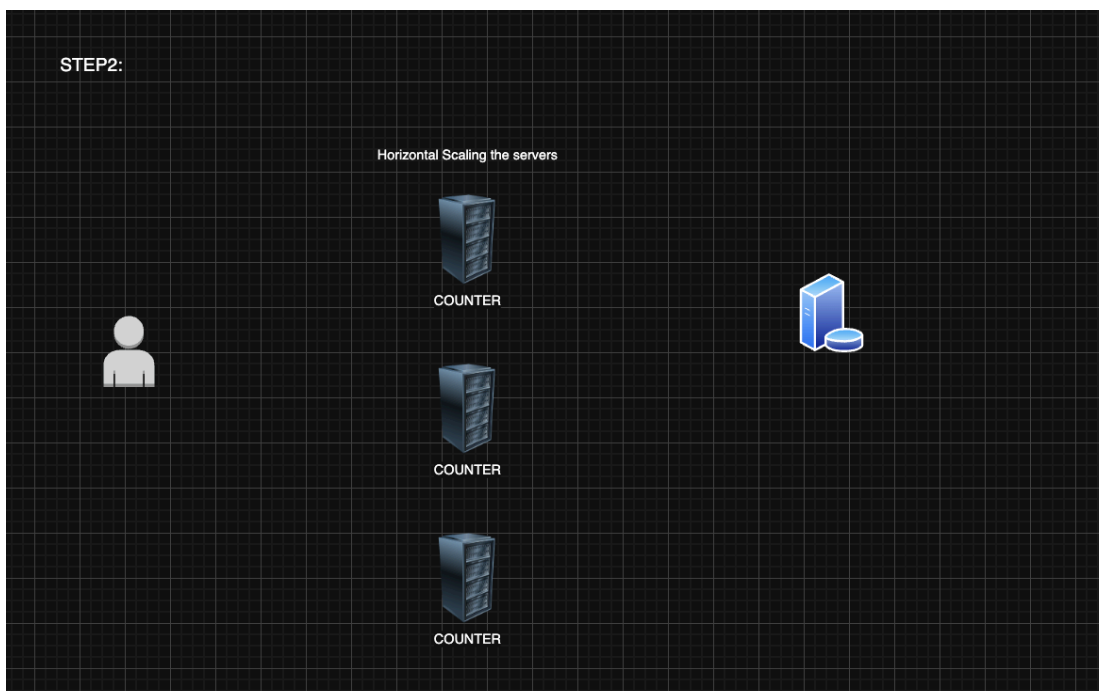 STEP2:
Horizontal Scaling the servers
COUNTER
COUNTER
COUNTER